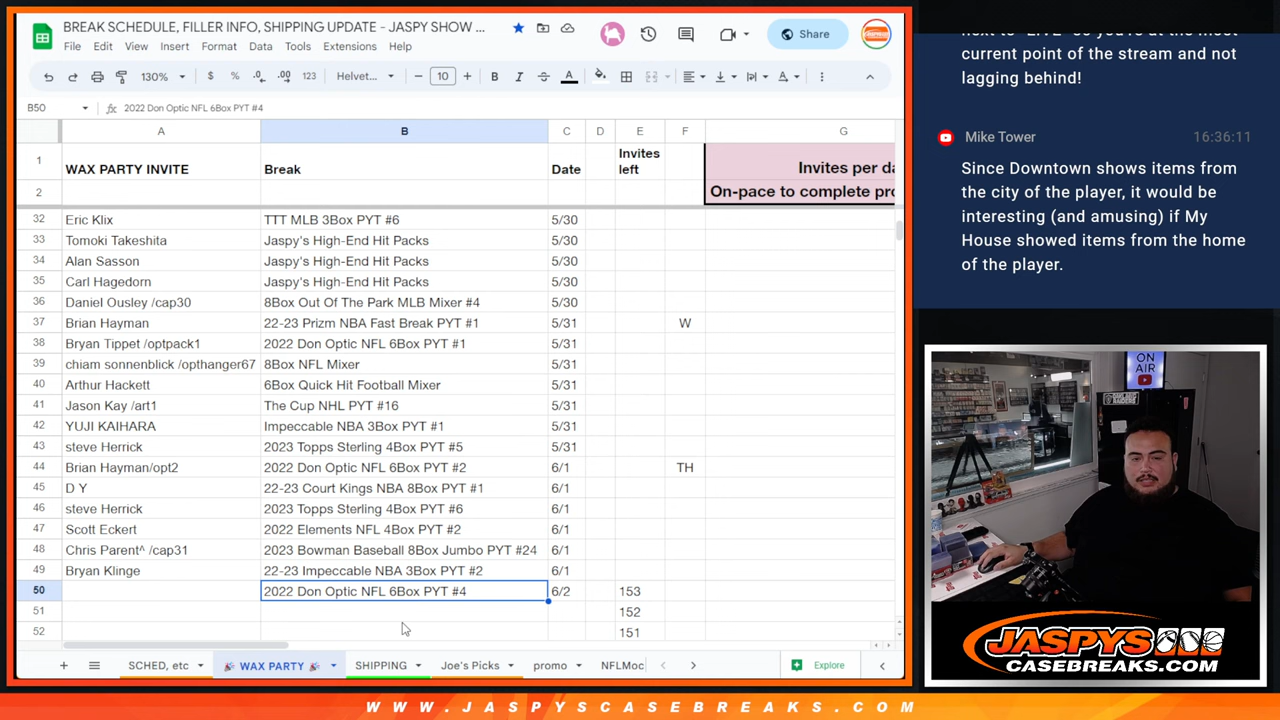 BREAK SCHEDULE, FILLER INFO, SHIPPING UPDATE - JASPY SHOW ...
File Edit View Insert Format Data Tools Extensions Help
Share
130% $ % .0 .00 123 Helvet... 10 B I A
B50 fx 2022 Don Optic NFL 6Box PYT #4
A B C D E F G
1 WAX PARTY INVITE Break Date Invites left Invites per da
2 On-pace to complete pro
32 Eric Klix TTT MLB 3Box PYT #6 5/30
33 Tomoki Takeshita Jaspy's High-End Hit Packs 5/30
34 Alan Sasson Jaspy's High-End Hit Packs 5/30
35 Carl Hagedorn Jaspy's High-End Hit Packs 5/30
36 Daniel Ousley /cap30 8Box Out Of The Park MLB Mixer #4 5/30
37 Brian Hayman 22-23 Prizm NBA Fast Break PYT #1 5/31 W
38 Bryan Tippet /optpack1 2022 Don Optic NFL 6Box PYT #1 5/31
39 chiam sonnenblick /opthanger67 8Box NFL Mixer 5/31
40 Arthur Hackett 6Box Quick Hit Football Mixer 5/31
41 Jason Kay /art1 The Cup NHL PYT #16 5/31
42 YUJI KAIHARA Impeccable NBA 3Box PYT #1 5/31
43 steve Herrick 2023 Topps Sterling 4Box PYT #5 5/31
44 Brian Hayman/opt2 2022 Don Optic NFL 6Box PYT #2 6/1 TH
45 D Y 22-23 Court Kings NBA 8Box PYT #1 6/1
46 steve Herrick 2023 Topps Sterling 4Box PYT #6 6/1
47 Scott Eckert 2022 Elements NFL 4Box PYT #2 6/1
48 Chris Parent^ /cap31 2023 Bowman Baseball 8Box Jumbo PYT #24 6/1
49 Bryan Klinge 22-23 Impeccable NBA 3Box PYT #2 6/1
50 2022 Don Optic NFL 6Box PYT #4 6/2 153
51 152
52 151
SCHED, etc WAX PARTY SHIPPING Joe's Picks promo NFLMoc Explore
next to "LIVE" so you're at the most
current point of the stream and not
lagging behind!
Mike Tower 16:36:11
Since Downtown shows items from
the city of the player, it would be
interesting (and amusing) if My
House showed items from the home
of the player.
ON
AIR
JASPYS
CASEBREAKS.COM
WWW.JASPYSCASEBREAKS.COM